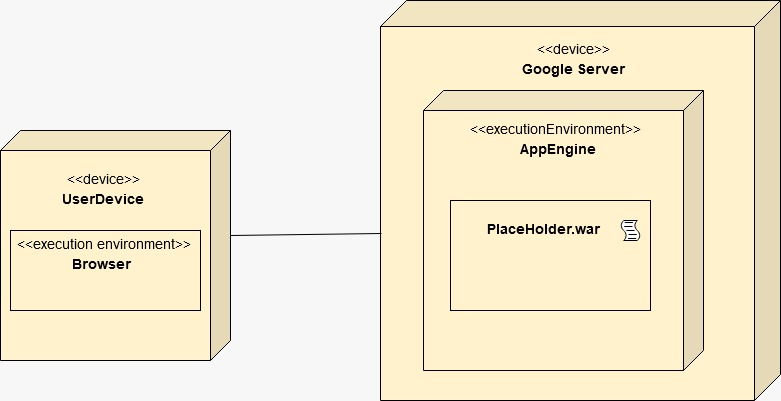 <<device>>
Google Server
<<executionEnvironment>>
AppEngine
PlaceHolder.war
<<device>>
UserDevice
<<execution environment>>
Browser